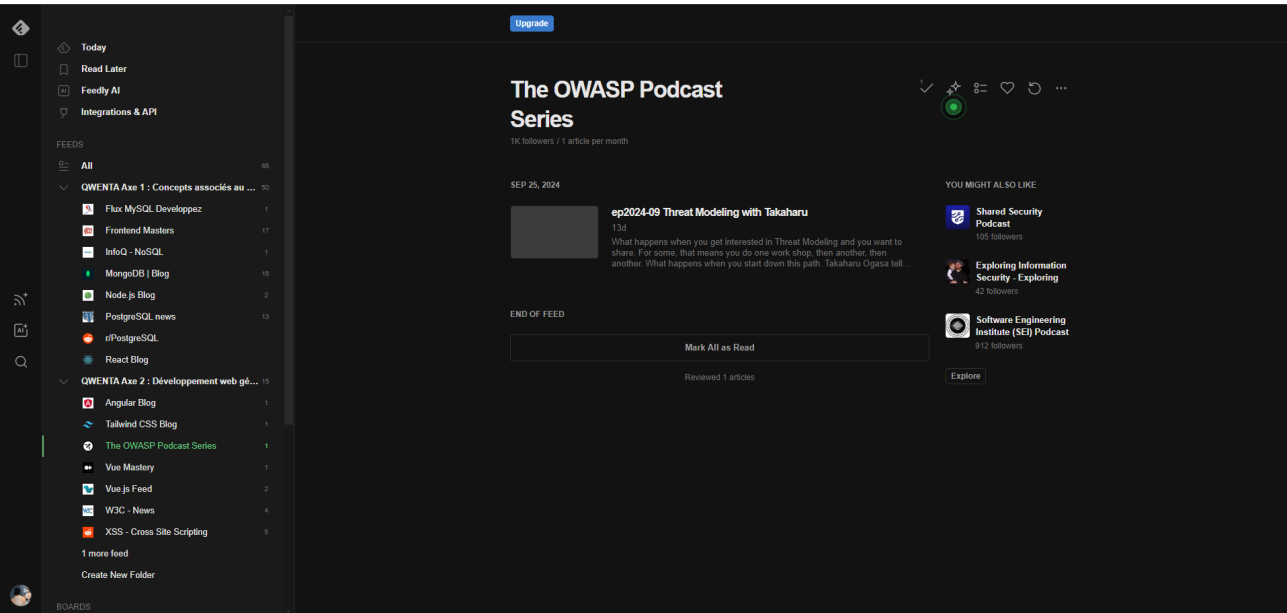 Upgrade
Today
Read Later
AI
Feedly AI
Integrations & API
FEEDS
All 85
QWENTA Axe 1 : Concepts associés au ... 50
Flux MySQL Developpez 1
Frontend Masters 17
InfoQ - NoSQL 1
MongoDB | Blog 16
Node.js Blog 2
PostgreSQL news 13
r/PostgreSQL
React Blog
QWENTA Axe 2 : Développement web gé... 15
Angular Blog 1
Tailwind CSS Blog 1
The OWASP Podcast Series 1
Vue Mastery 1
Vue.js Feed 2
W3C - News 4
XSS - Cross Site Scripting 5
1 more feed
Create New Folder
BOARDS
AI
The OWASP Podcast
Series
1
1K followers / 1 article per month
SEP 25, 2024
ep2024-09 Threat Modeling with Takaharu
13d
What happens when you get interested in Threat Modeling and you want to
share. For some, that means you do one work shop, then another, then
another. What happens when you start down this path. Takaharu Ogasa tell...
END OF FEED
Mark All as Read
Reviewed 1 articles
YOU MIGHT ALSO LIKE
Shared Security
Podcast
105 followers
Exploring Information
Security - Exploring
42 followers
Software Engineering
Institute (SEI) Podcast
912 followers
Explore